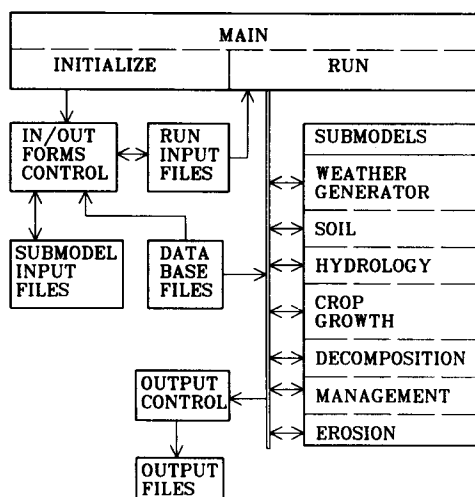 MAIN
INITIALIZE
RUN
IN/OUT
FORMS
CONTROL
RUN
INPUT
FILES
SUBMODEL
INPUT
FILES
DATA
BASE
FILES
OUTPUT
CONTROL
OUTPUT
FILES
SUBMODELS
WEATHER
GENERATOR
SOIL
HYDROLOGY
CROP
GROWTH
DECOMPOSITION
MANAGEMENT
EROSION